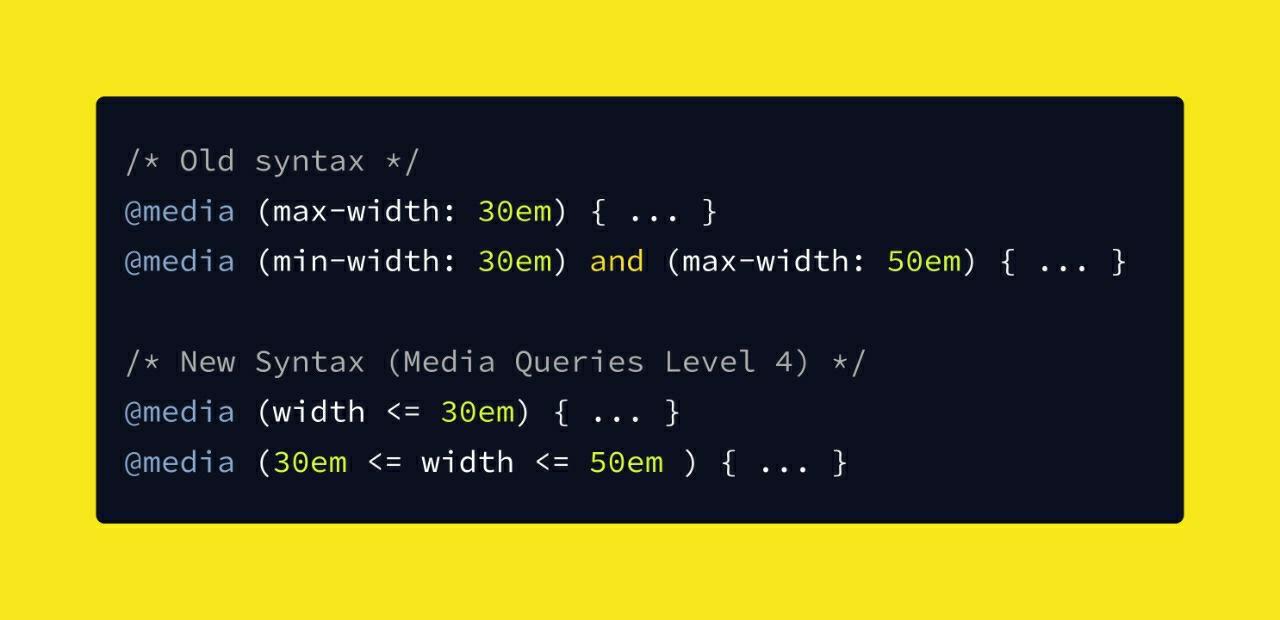 /* Old syntax */
@media (max-width: 30em) { ... }
@media (min-width: 30em) and (max-width: 50em) { ... }
/* New Syntax (Media Queries Level 4) */
@media (width <= 30em) { ... }
@media (30em <= width <= 50em ) { ... }